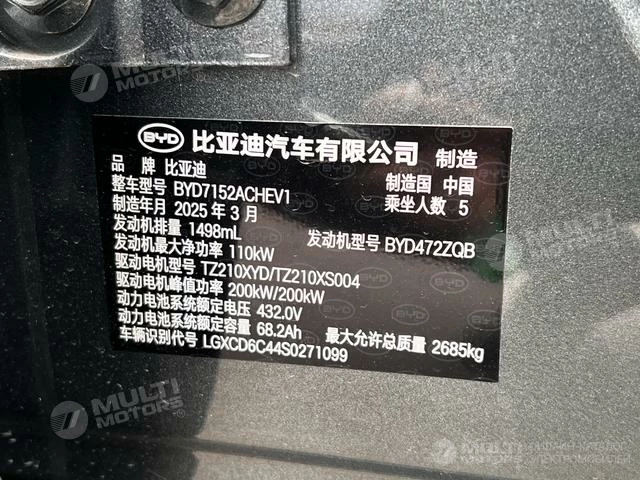 MULTI MOTORS
BYD 比亚迪汽车有限公司 制造
品 牌 比亚迪
制造国 中国
整车型号 BYD7152ACHEV1
乘坐人数 5
制造年月 2025 年 3 月
发动机排量 1498mL
发动机型号 BYD472ZQB
发动机最大净功率 110kW
驱动电机型号 TZ210XYD/TZ210XS004
驱动电机峰值功率 200kW/200kW
动力电池系统额定电压 432.0V
动力电池系统额定容量 68.2Ah
最大允许总质量 2685kg
车辆识别代号 LGXCD6C44S0271099
MULTI MOTORS
MULTI MOTORS